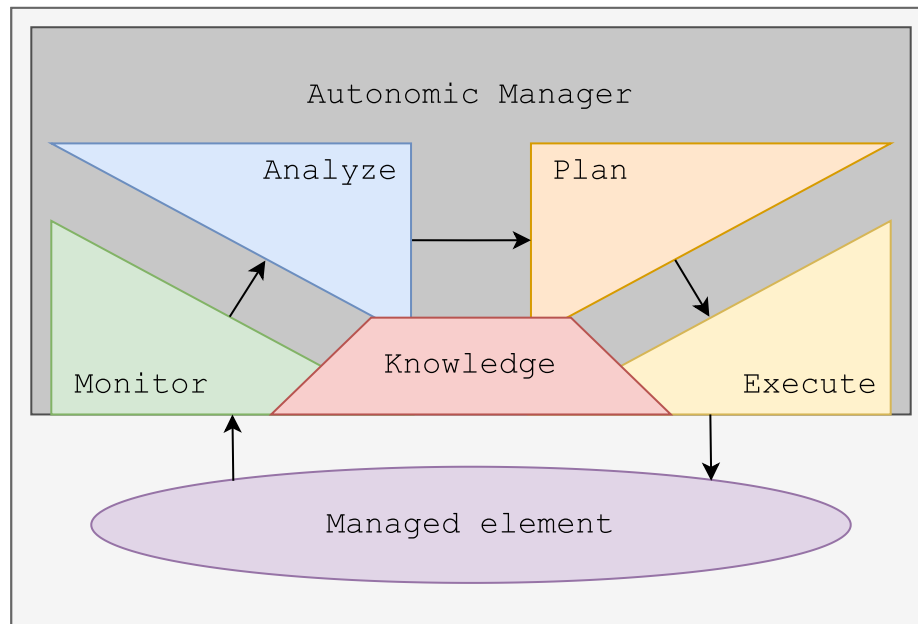 Autonomic Manager
Analyze
Plan
Monitor
Knowledge
Execute
Managed element